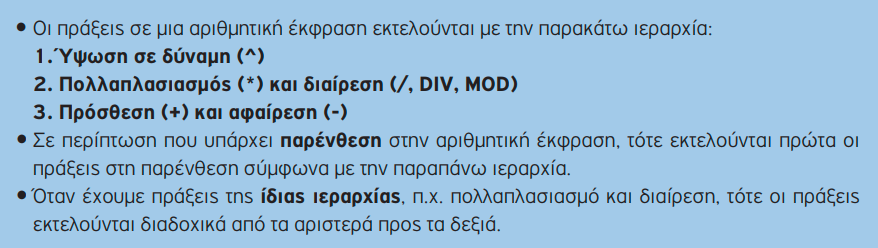 • Οι πράξεις σε μια αριθμητική έκφραση εκτελούνται με την παρακάτω ιεραρχία:
1. Ύψωση σε δύναμη (^)
2. Πολλαπλασιασμός (*) και διαίρεση (/, DIV, MOD)
3. Πρόσθεση (+) και αφαίρεση (-)
• Σε περίπτωση που υπάρχει παρένθεση στην αριθμητική έκφραση, τότε εκτελούνται πρώτα οι
πράξεις στη παρένθεση σύμφωνα με την παραπάνω ιεραρχία.
• Όταν έχουμε πράξεις της ίδιας ιεραρχίας, π.χ. πολλαπλασιασμό και διαίρεση, τότε οι πράξεις
εκτελούνται διαδοχικά από τα αριστερά προς τα δεξιά.